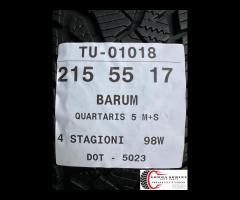 TU-01018
215 55 17
BARUM
QUARTARIS 5 M+S
4 STAGIONI 98W
DOT - 5023